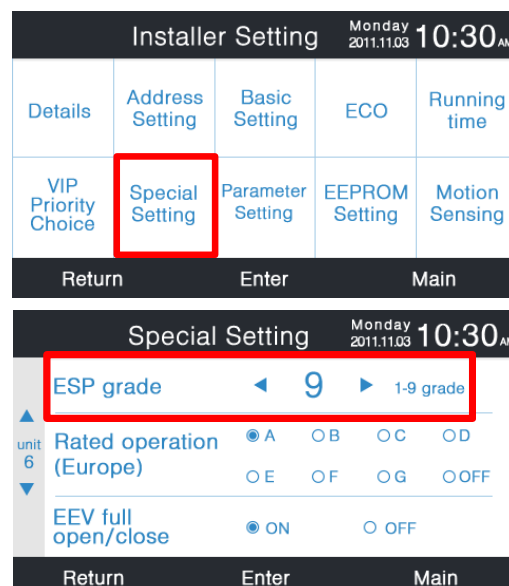 Installer Setting Monday 2011.11.03 10:30 AM
Details Address Setting Basic Setting ECO Running time
VIP Priority Choice Special Setting Parameter Setting EEPROM Setting Motion Sensing
Return Enter Main
Special Setting Monday 2011.11.03 10:30
ESP grade ◀ 9 ▶ 1-9 grade
▲ unit 6 ▼
Rated operation (Europe) A B C D
E F G OFF
EEV full open/close ON OFF
Return Enter Main